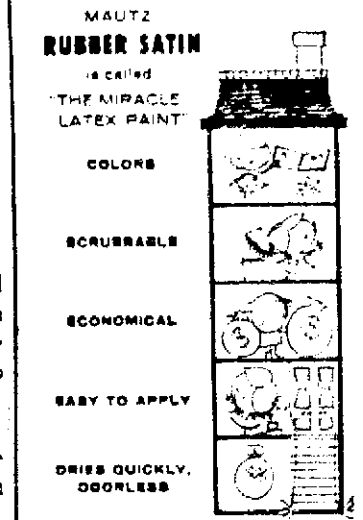 MAUTZ
RUBBER SATIN
is called
"THE MIRACLE
LATEX PAINT"
COLORS
SCRUBBABLE
ECONOMICAL
$ $
EASY TO APPLY
DRIES QUICKLY,
ODORLESS